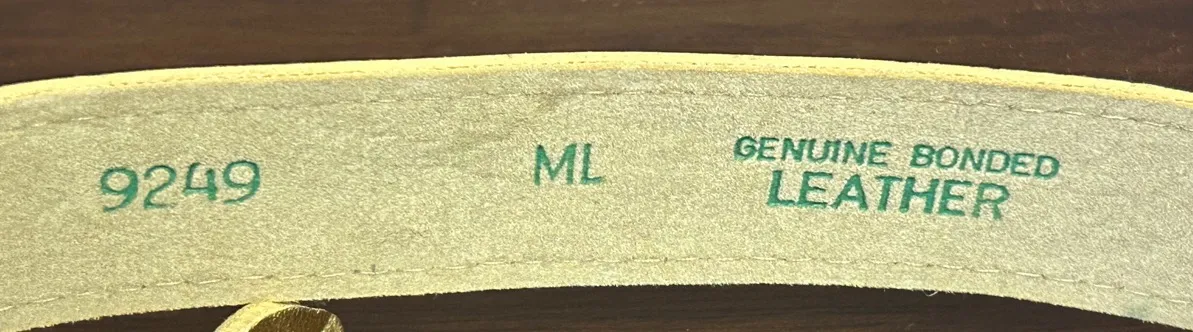 9249
ML
GENUINE BONDED
LEATHER